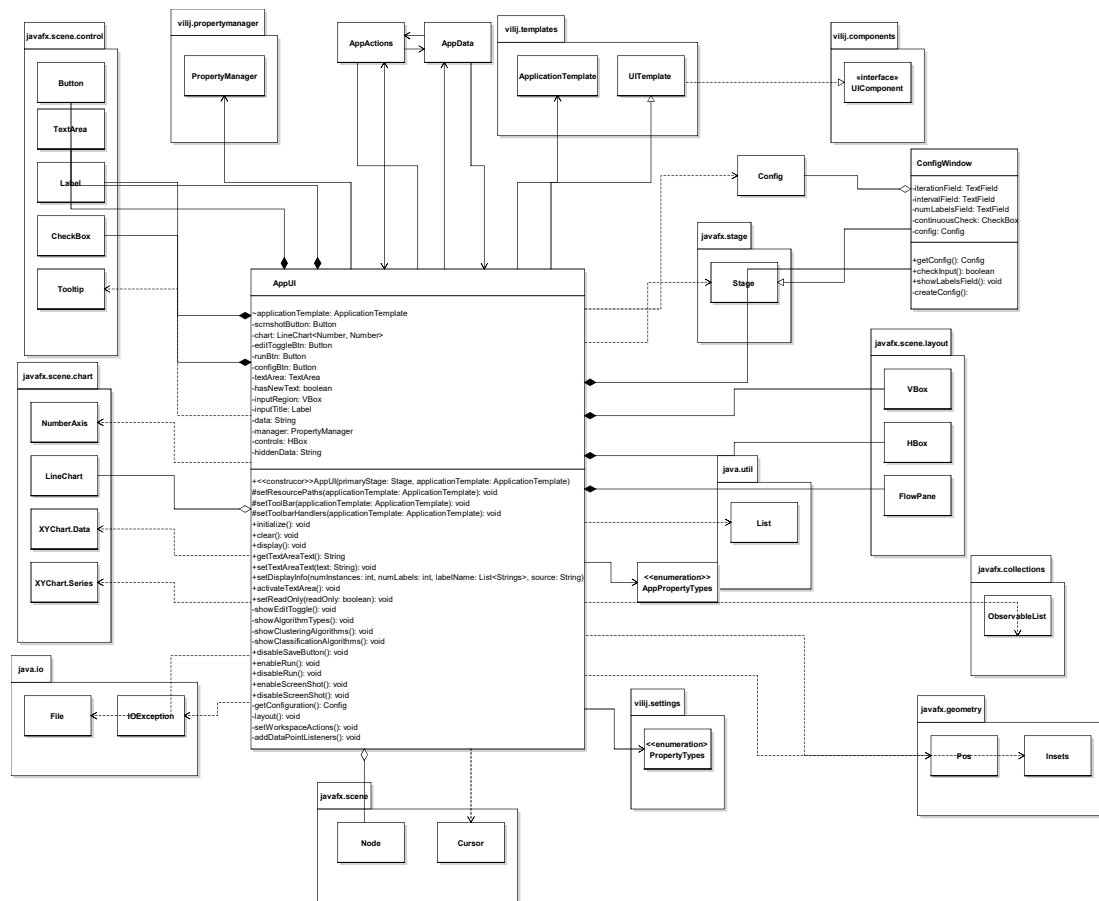 javafx.scene.control
Button
TextArea
Label
CheckBox
Tooltip
vilij.propertymanager
PropertyManager
AppActions
AppData
vilij.templates
ApplicationTemplate
UITemplate
vilij.components
«interface»
UIComponent
Config
ConfigWindow
-iterationField: TextField
-intervalField: TextField
-numLabelsField: TextField
-continuousCheck: CheckBox
-config: Config
+getConfig(): Config
+checkInput(): boolean
+showLabelsField(): void
-createConfig():
javafx.stage
Stage
AppUI
~applicationTemplate: ApplicationTemplate
-scrnshotButton: Button
-chart: LineChart<Number, Number>
-editToggleBtn: Button
-runBtn: Button
-configBtn: Button
-textArea: TextArea
-hasNewText: boolean
-inputRegion: VBox
-inputTitle: Label
-data: String
-manager: PropertyManager
-controls: HBox
-hiddenData: String
+<<construcor>>AppUI(primaryStage: Stage, applicationTemplate: ApplicationTemplate)
#setResourcePaths(applicationTemplate: ApplicationTemplate): void
#setToolBar(applicationTemplate: ApplicationTemplate): void
#setToolbarHandlers(applicationTemplate: ApplicationTemplate): void
+initialize(): void
+clear(): void
+display(): void
+getTextAreaText(): String
+setTextAreaText(text: String): void
+setDisplayInfo(numInstances: int, numLabels: int, labelName: List<Strings>, source: String)
+activateTextArea(): void
+setReadOnly(readOnly: boolean): void
-showEditToggle(): void
-showAlgorithmTypes(): void
-showClusteringAlgorithms(): void
-showClassificationAlgorithms(): void
+disableSaveButton(): void
+enableRun(): void
+disableRun(): void
+enableScreenShot(): void
+disableScreenShot(): void
-getConfiguration(): Config
-layout(): void
-setWorkspaceActions(): void
-addDataPointListeners(): void
javafx.scene.chart
NumberAxis
LineChart
XYChart.Data
XYChart.Series
javafx.scene.layout
VBox
HBox
FlowPane
java.util
List
<<enumeration>>
AppPropertyTypes
javafx.collections
ObservableList
java.io
File
IOException
vilij.settings
<<enumeration>
PropertyTypes
javafx.geometry
Pos
Insets
javafx.scene
Node
Cursor